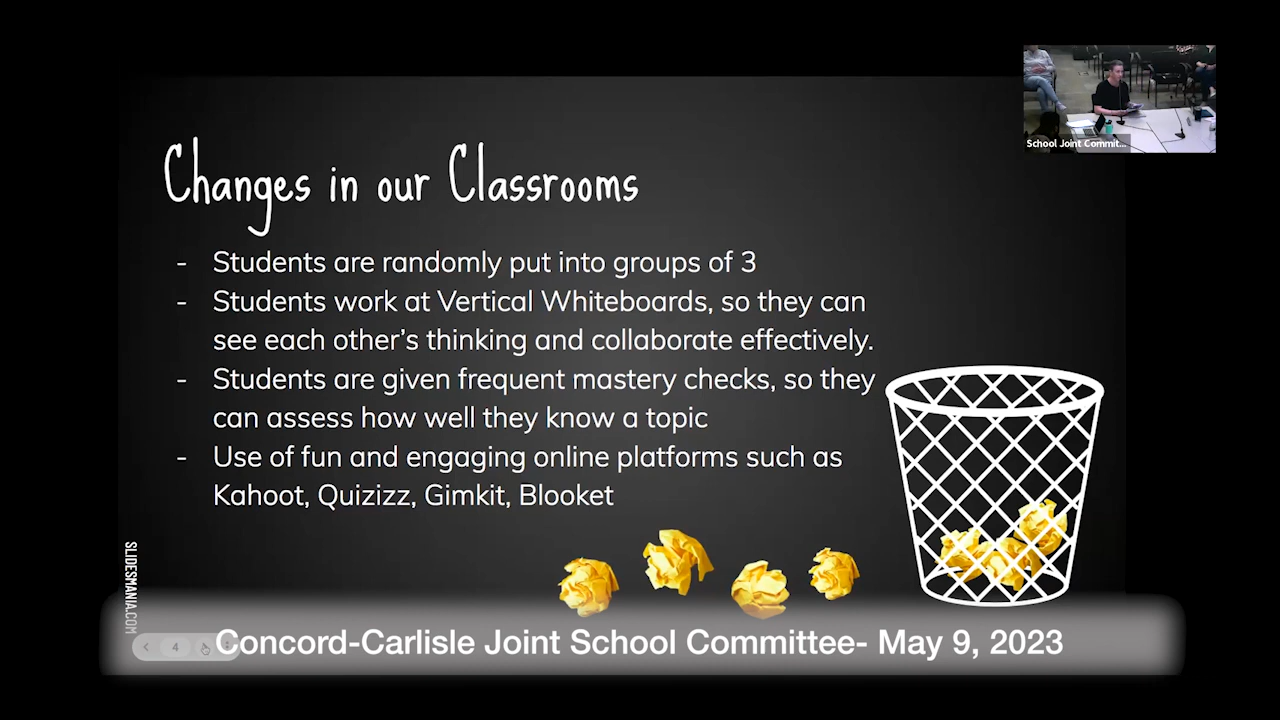 School Joint Commit...
Changes in our Classrooms
- Students are randomly put into groups of 3
- Students work at Vertical Whiteboards, so they can
see each other's thinking and collaborate effectively.
- Students are given frequent mastery checks, so they
can assess how well they know a topic
- Use of fun and engaging online platforms such as
Kahoot, Quizizz, Gimkit, Blooket
SLIDESMANIA.COM
4
Concord-Carlisle Joint School Committee- May 9, 2023